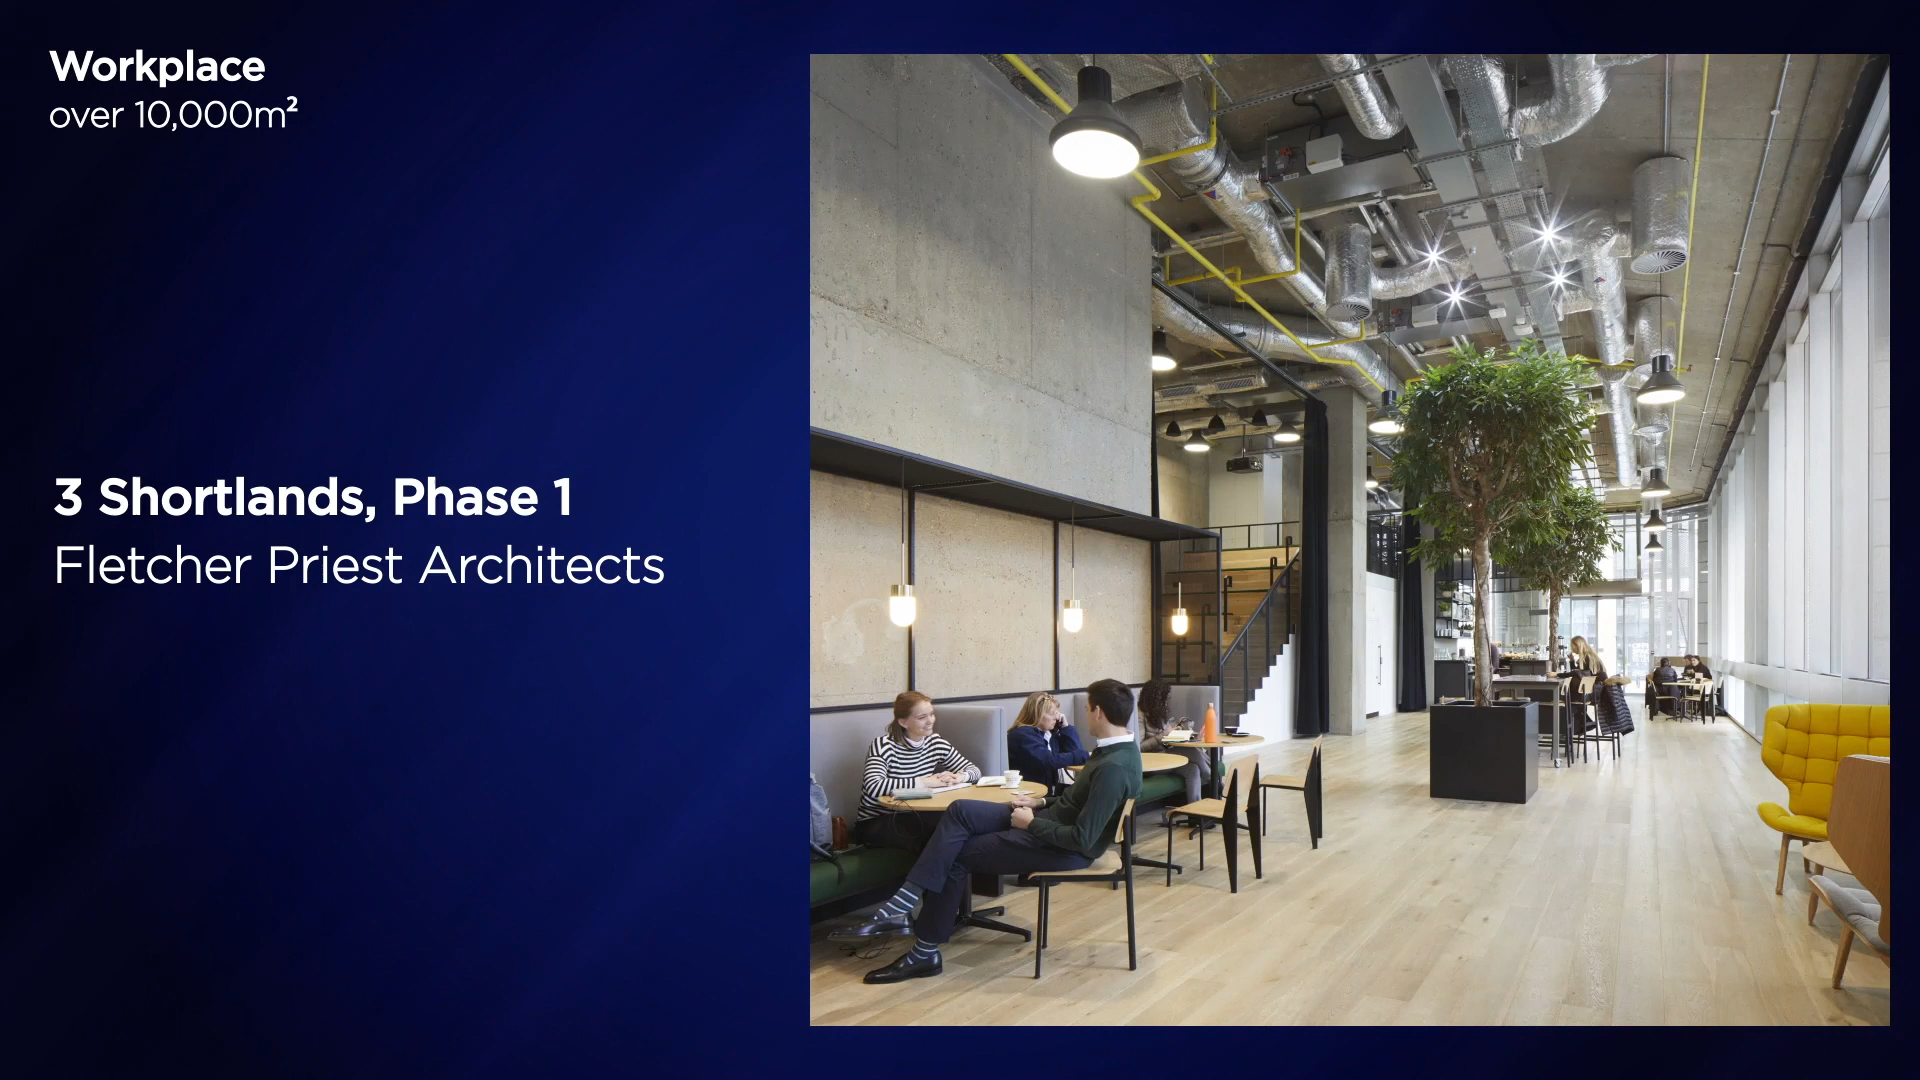 Workplace
over 10,000m²
3 Shortlands, Phase 1
Fletcher Priest Architects